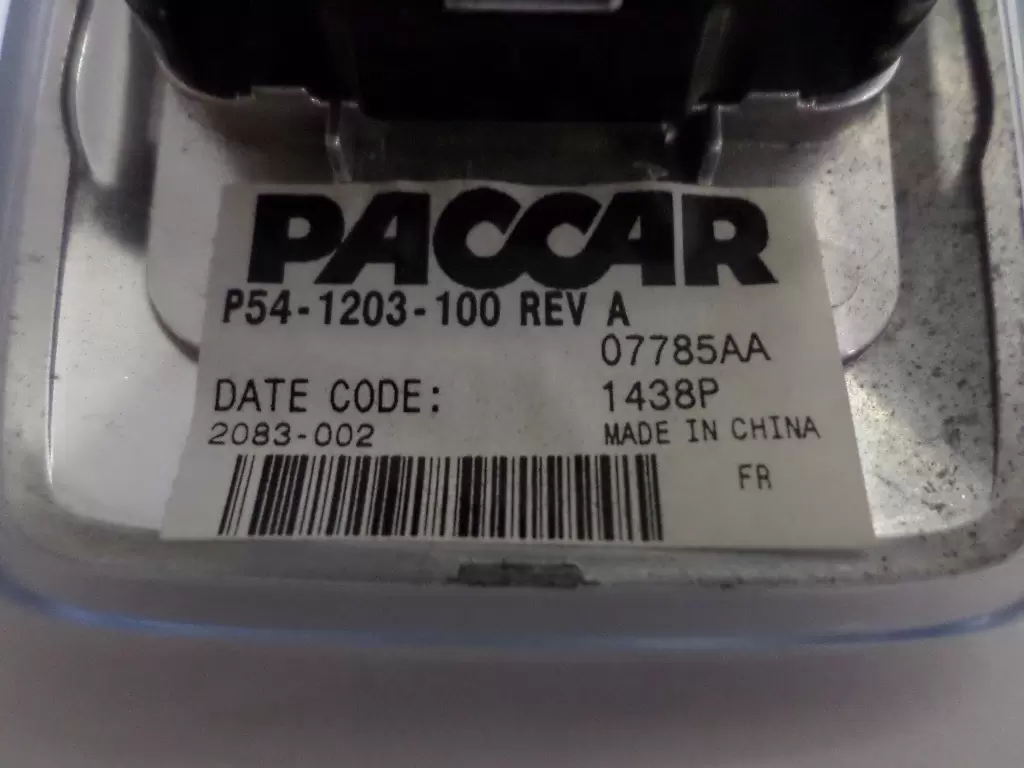 PACCAR
P54-1203-100 REV A
07785AA
DATE CODE: 1438P
2083-002 MADE IN CHINA
FR